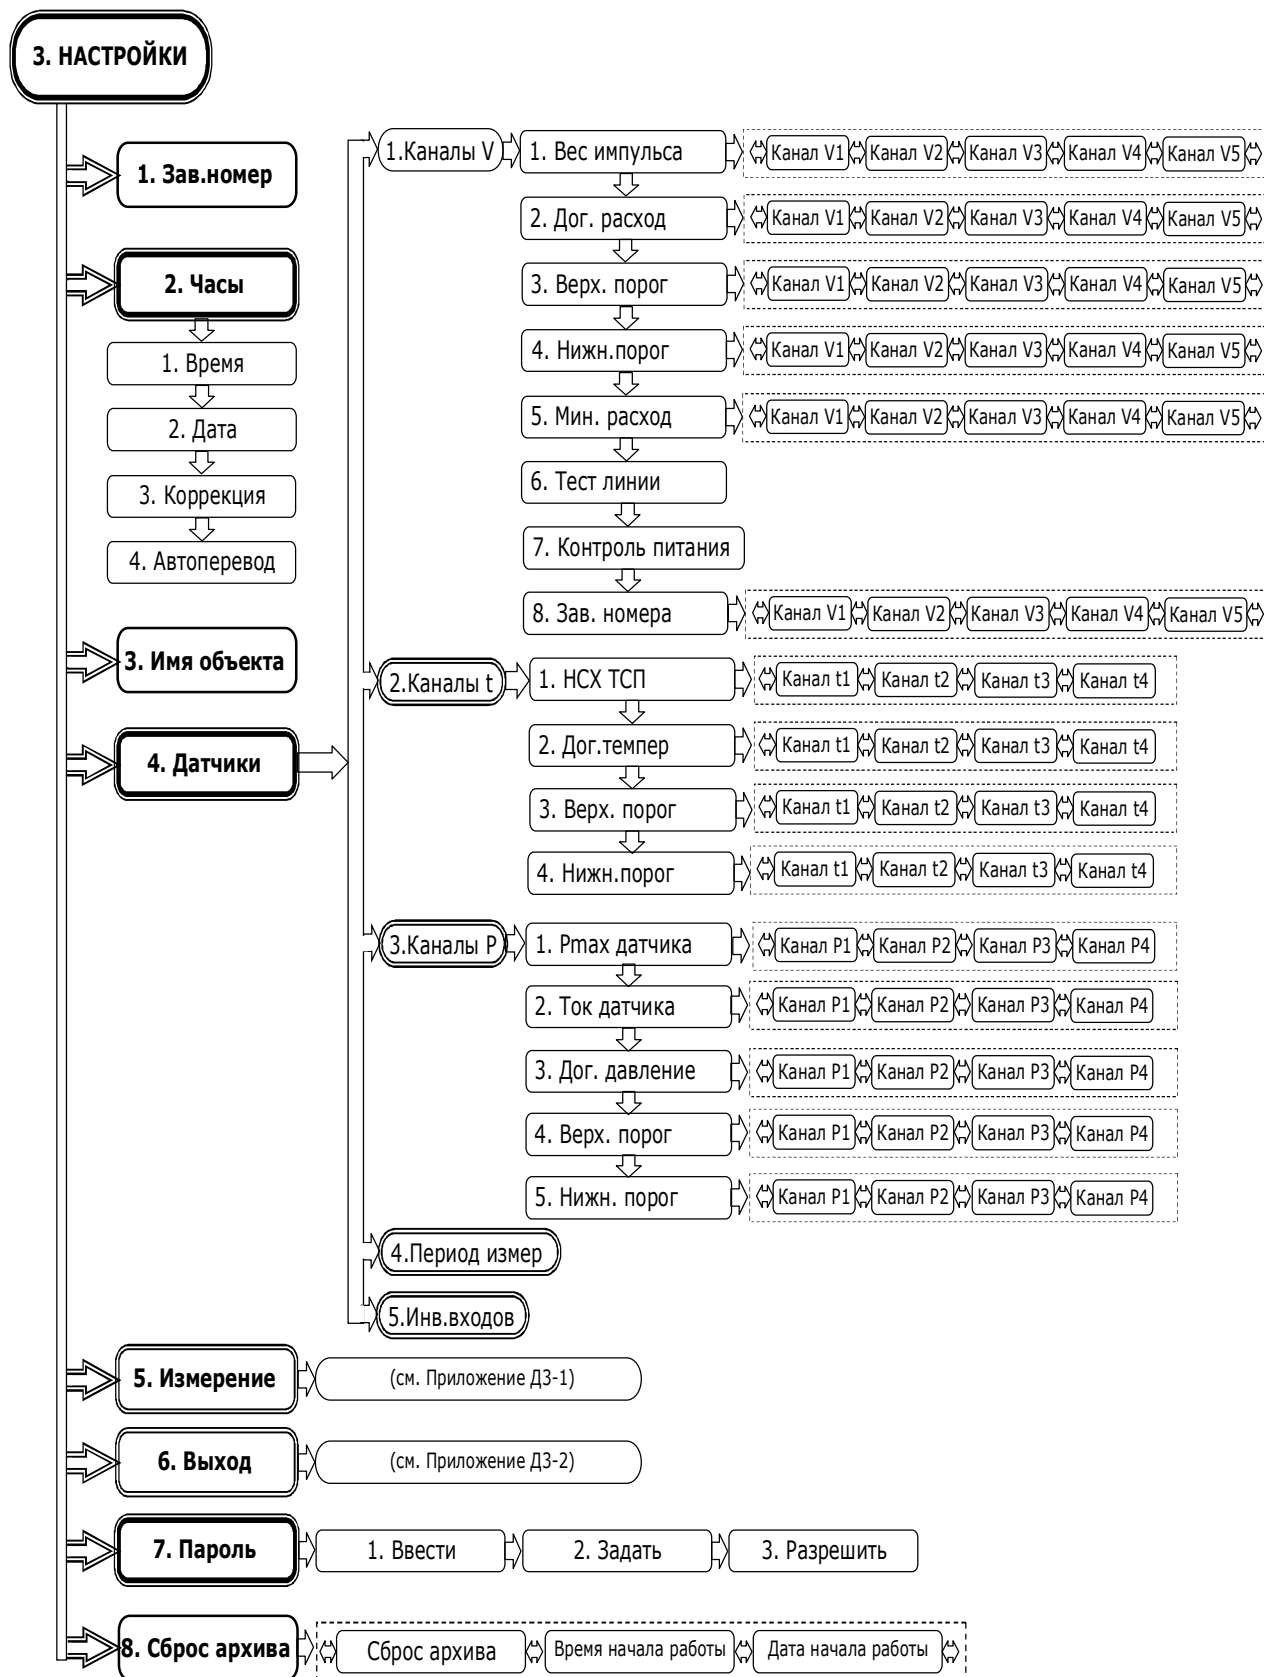 3. НАСТРОЙКИ
1. Зав.номер
2. Часы
1. Время
2. Дата
3. Коррекция
4. Автоперевод
3. Имя объекта
4. Датчики
1.Каналы V
1. Вес импульса
Канал V1 Канал V2 Канал V3 Канал V4 Канал V5
2. Дог. расход
Канал V1 Канал V2 Канал V3 Канал V4 Канал V5
3. Верх. порог
Канал V1 Канал V2 Канал V3 Канал V4 Канал V5
4. Нижн.порог
Канал V1 Канал V2 Канал V3 Канал V4 Канал V5
5. Мин. расход
Канал V1 Канал V2 Канал V3 Канал V4 Канал V5
6. Тест линии
7. Контроль питания
8. Зав. номера
Канал V1 Канал V2 Канал V3 Канал V4 Канал V5
2.Каналы t
1. НСХ ТСП
Канал t1 Канал t2 Канал t3 Канал t4
2. Дог.темпер
Канал t1 Канал t2 Канал t3 Канал t4
3. Верх. порог
Канал t1 Канал t2 Канал t3 Канал t4
4. Нижн.порог
Канал t1 Канал t2 Канал t3 Канал t4
3.Каналы P
1. Pmax датчика
Канал P1 Канал P2 Канал P3 Канал P4
2. Ток датчика
Канал P1 Канал P2 Канал P3 Канал P4
3. Дог. давление
Канал P1 Канал P2 Канал P3 Канал P4
4. Верх. порог
Канал P1 Канал P2 Канал P3 Канал P4
5. Нижн. порог
Канал P1 Канал P2 Канал P3 Канал P4
4.Период измер
5.Инв.входов
5. Измерение
(см. Приложение Д3-1)
6. Выход
(см. Приложение Д3-2)
7. Пароль
1. Ввести
2. Задать
3. Разрешить
8. Сброс архива
Сброс архива
Время начала работы
Дата начала работы